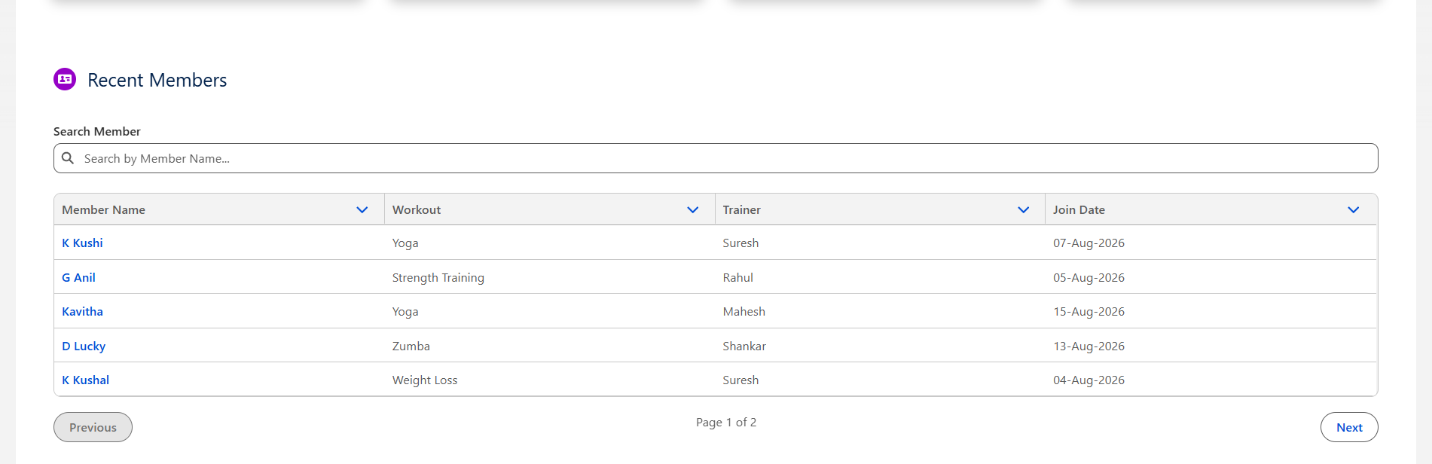 Recent Members
Search Member
Search by Member Name...
Member Name Workout Trainer Join Date
K Kushi Yoga Suresh 07-Aug-2026
G Anil Strength Training Rahul 05-Aug-2026
Kavitha Yoga Mahesh 15-Aug-2026
D Lucky Zumba Shankar 13-Aug-2026
K Kushal Weight Loss Suresh 04-Aug-2026
Previous Page 1 of 2 Next